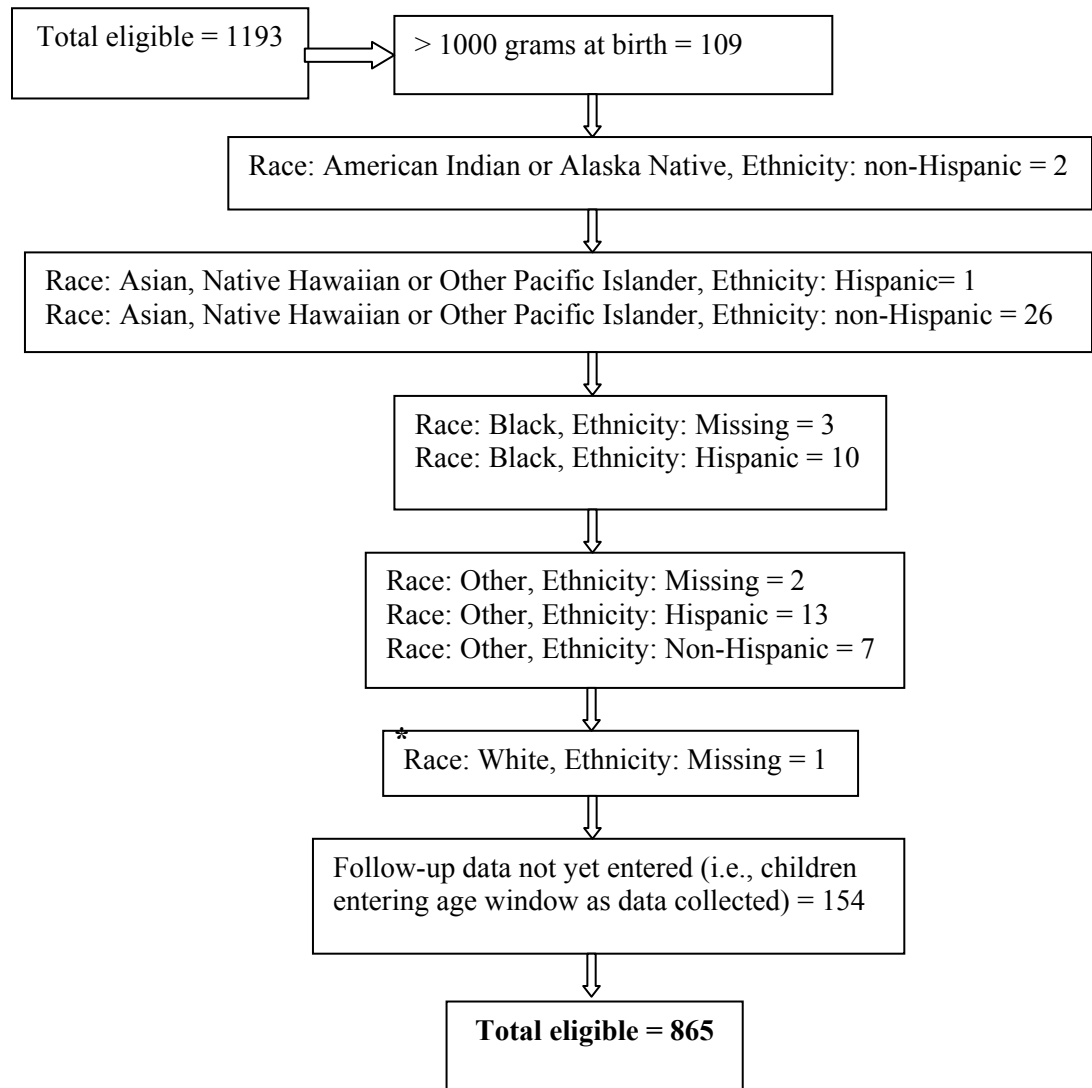 Total eligible = 1193
> 1000 grams at birth = 109
Race: American Indian or Alaska Native, Ethnicity: non-Hispanic = 2
Race: Asian, Native Hawaiian or Other Pacific Islander, Ethnicity: Hispanic= 1
Race: Asian, Native Hawaiian or Other Pacific Islander, Ethnicity: non-Hispanic = 26
Race: Black, Ethnicity: Missing = 3
Race: Black, Ethnicity: Hispanic = 10
Race: Other, Ethnicity: Missing = 2
Race: Other, Ethnicity: Hispanic = 13
Race: Other, Ethnicity: Non-Hispanic = 7
*Race: White, Ethnicity: Missing = 1
Follow-up data not yet entered (i.e., children
entering age window as data collected) = 154
Total eligible = 865